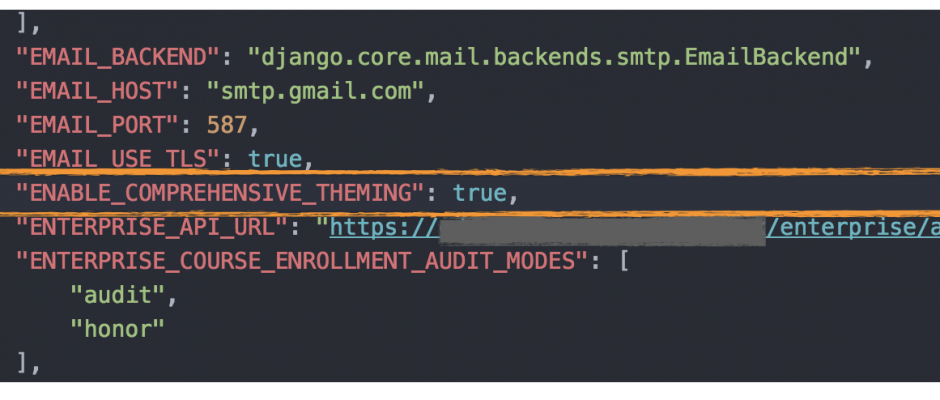 ],
"EMAIL_BACKEND": "django.core.mail.backends.smtp.EmailBackend",
"EMAIL_HOST": "smtp.gmail.com",
"EMAIL_PORT": 587,
"EMAIL_USE_TLS": true,
"ENABLE_COMPREHENSIVE_THEMING": true,
"ENTERPRISE_API_URL": "https:// /enterprise/a
"ENTERPRISE_COURSE_ENROLLMENT_AUDIT_MODES": [
"audit",
"honor"
],